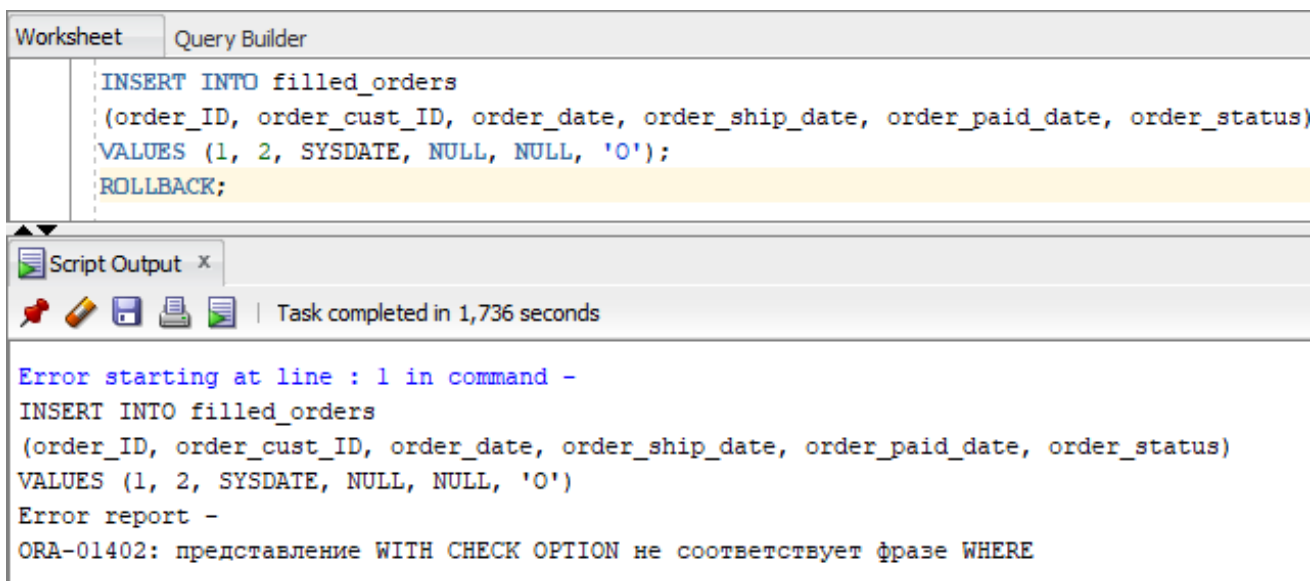 Worksheet Query Builder
INSERT INTO filled_orders
(order_ID, order_cust_ID, order_date, order_ship_date, order_paid_date, order_status)
VALUES (1, 2, SYSDATE, NULL, NULL, 'O');
ROLLBACK;
Script Output x
Task completed in 1,736 seconds
Error starting at line : 1 in command -
INSERT INTO filled_orders
(order_ID, order_cust_ID, order_date, order_ship_date, order_paid_date, order_status)
VALUES (1, 2, SYSDATE, NULL, NULL, 'O')
Error report -
ORA-01402: представление WITH CHECK OPTION не соответствует фразе WHERE